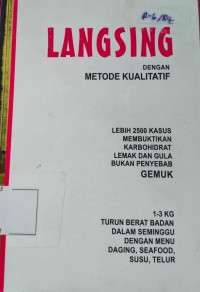 LANGSING
DENGAN
METODE KUALITATIF
LEBIH 2500 KASUS
MEMBUKTIKAN
KARBOHIDRAT
LEMAK DAN GULA
BUKAN PENYEBAB
GEMUK
1-3 KG
TURUN BERAT BADAN
DALAM SEMINGGU
DENGAN MENU
DAGING, SEAFOOD,
SUSU, TELUR